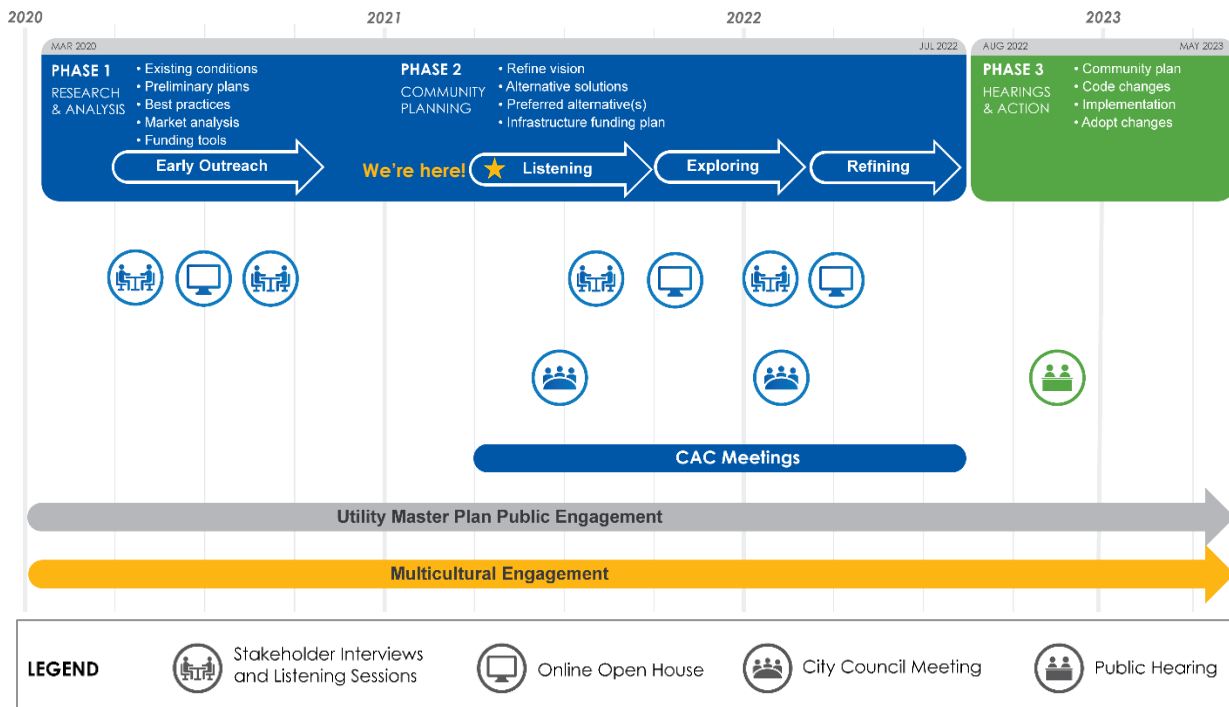 2020
2021
2022
2023
MAR 2020
JUL 2022
AUG 2022
MAY 2023
PHASE 1
RESEARCH
& ANALYSIS
• Existing conditions
• Preliminary plans
• Best practices
• Market analysis
• Funding tools
PHASE 2
COMMUNITY
PLANNING
• Refine vision
• Alternative solutions
• Preferred alternative(s)
• Infrastructure funding plan
PHASE 3
HEARINGS
& ACTION
• Community plan
• Code changes
• Implementation
• Adopt changes
Early Outreach
We're here!
Listening
Exploring
Refining
CAC Meetings
Utility Master Plan Public Engagement
Multicultural Engagement
LEGEND
Stakeholder Interviews
and Listening Sessions
Online Open House
City Council Meeting
Public Hearing